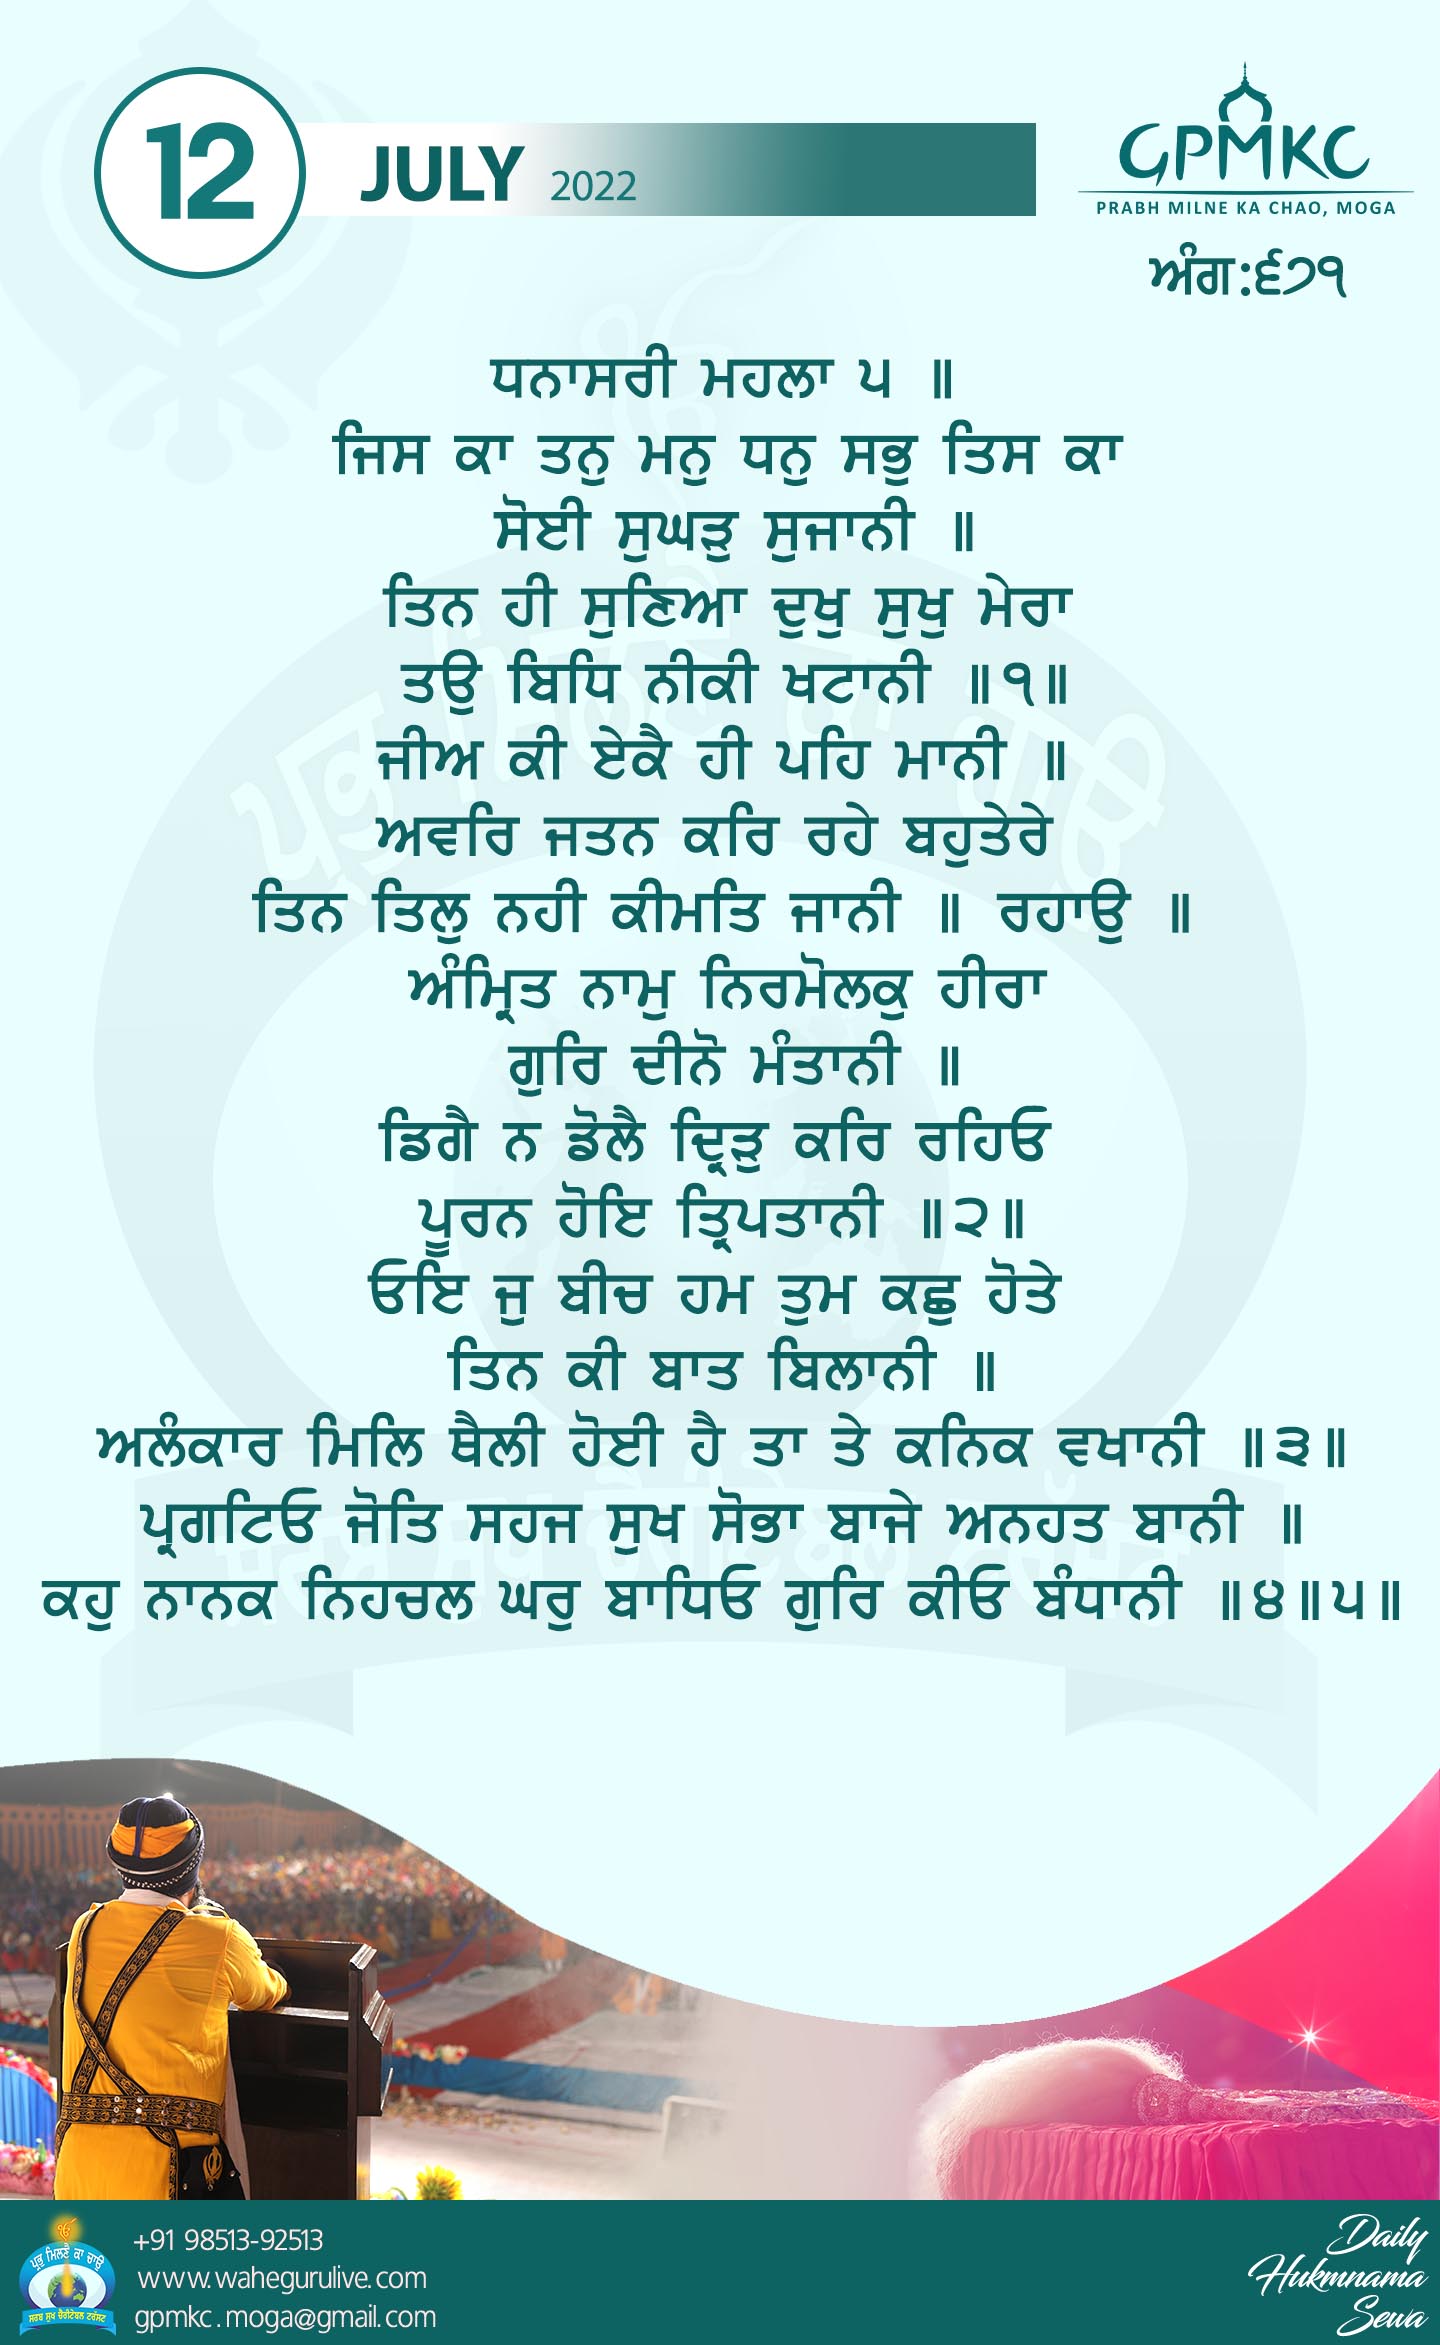 12
JULY 2022
GPMKC
PRABH MILNE KA CHAO, MOGA
ਅੰਗ:੬੭੧
ਧਨਾਸਰੀ ਮਹਲਾ ੫ ॥
ਜਿਸ ਕਾ ਤਨੁ ਮਨੁ ਧਨੁ ਸਭੁ ਤਿਸ ਕਾ
ਸੋਈ ਸੁਘੜੁ ਸੁਜਾਨੀ ॥
ਤਿਨ ਹੀ ਸੁਣਿਆ ਦੁਖੁ ਸੁਖੁ ਮੇਰਾ
ਤਉ ਬਿਧਿ ਨੀਕੀ ਖਟਾਨੀ ॥੧॥
ਜੀਅ ਕੀ ਏਕੈ ਹੀ ਪਹਿ ਮਾਨੀ ॥
ਅਵਰਿ ਜਤਨ ਕਰਿ ਰਹੇ ਬਹੁਤੇਰੇ
ਤਿਨ ਤਿਲੁ ਨਹੀ ਕੀਮਤਿ ਜਾਨੀ ॥ ਰਹਾਉ ॥
ਅੰਮ੍ਰਿਤ ਨਾਮੁ ਨਿਰਮੋਲਕੁ ਹੀਰਾ
ਗੁਰਿ ਦੀਨੋ ਮੰਤਾਨੀ ॥
ਡਿਗੈ ਨ ਡੋਲੈ ਦ੍ਰਿੜੁ ਕਰਿ ਰਹਿਓ
ਪੂਰਨ ਹੋਇ ਤ੍ਰਿਪਤਾਨੀ ॥੨॥
ਓਇ ਜੁ ਬੀਚ ਹਮ ਤੁਮ ਕਛੁ ਹੋਤੇ
ਤਿਨ ਕੀ ਬਾਤ ਬਿਲਾਨੀ ॥
ਅਲੰਕਾਰ ਮਿਲਿ ਥੈਲੀ ਹੋਈ ਹੈ ਤਾ ਤੇ ਕਨਿਕ ਵਖਾਨੀ ॥੩॥
ਪ੍ਰਗਟਿਓ ਜੋਤਿ ਸਹਜ ਸੁਖ ਸੋਭਾ ਬਾਜੇ ਅਨਹਤ ਬਾਨੀ ॥
ਕਹੁ ਨਾਨਕ ਨਿਹਚਲ ਘਰੁ ਬਾਧਿਓ ਗੁਰਿ ਕੀਓ ਬੰਧਾਨੀ ॥੪॥੫॥
ਪ੍ਰਭੁ ਮਿਲਣੈ ਕਾ ਚਾਉ
ਸਰਬ ਸੁਖ ਚੈਰੀਟੇਬਲ ਟਰੱਸਟ
+91 98513-92513
www.wahegurulive.com
gpmkc.moga@gmail.com
Daily
Hukmnama
Sewa